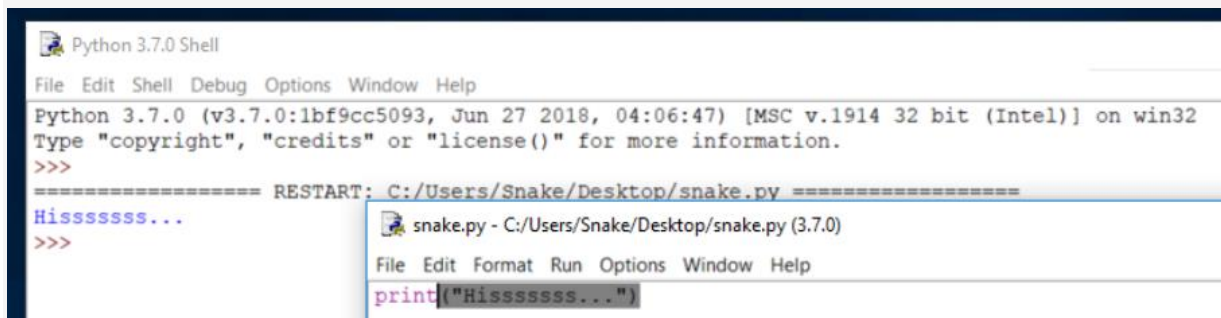 Python 3.7.0 Shell
File Edit Shell Debug Options Window Help
Python 3.7.0 (v3.7.0:1bf9cc5093, Jun 27 2018, 04:06:47) [MSC v.1914 32 bit (Intel)] on win32
Type "copyright", "credits" or "license()" for more information.
>>>
=================== RESTART: C:/Users/Snake/Desktop/snake.py ===================
Hisssssss...
>>>
snake.py - C:/Users/Snake/Desktop/snake.py (3.7.0)
File Edit Format Run Options Window Help
print("Hisssssss...")